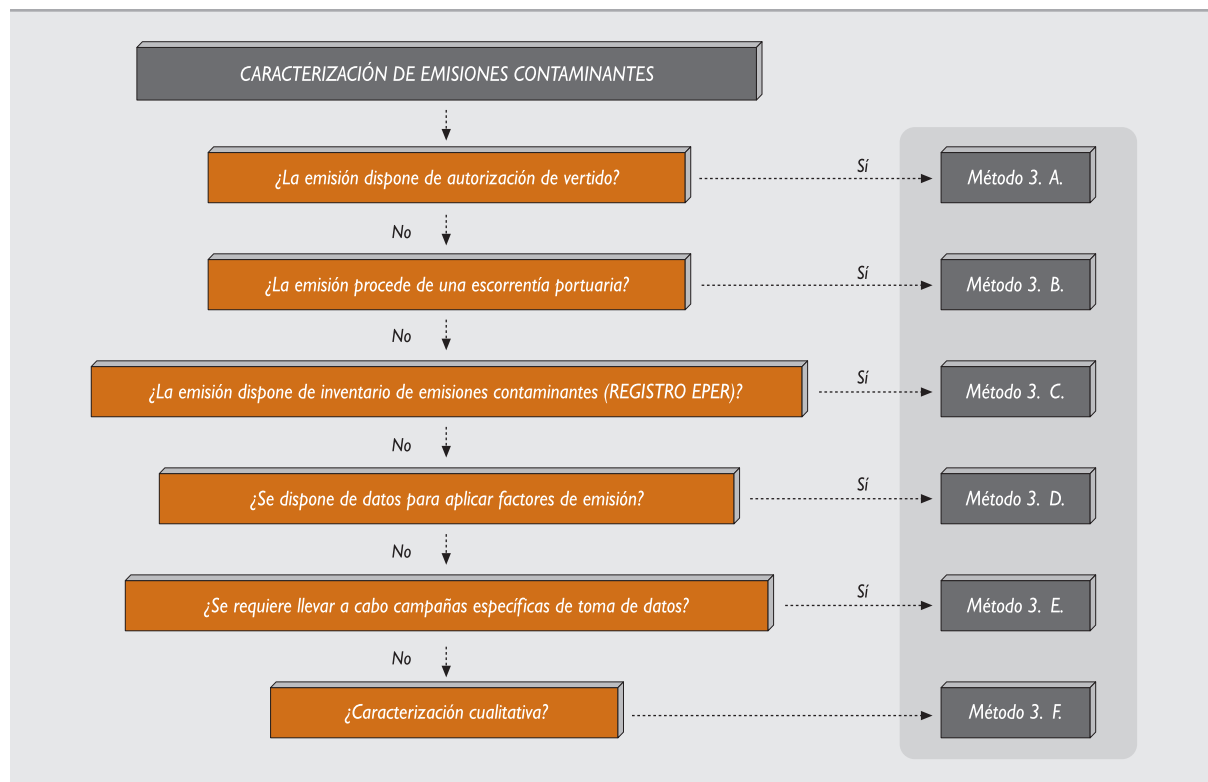 CARACTERIZACIÓN DE EMISIONES CONTAMINANTES
¿La emisión dispone de autorización de vertido?
Sí
Método 3. A.
No
¿La emisión procede de una escorrentía portuaria?
Sí
Método 3. B.
No
¿La emisión dispone de inventario de emisiones contaminantes (REGISTRO EPER)?
Sí
Método 3. C.
No
¿Se dispone de datos para aplicar factores de emisión?
Sí
Método 3. D.
No
¿Se requiere llevar a cabo campañas específicas de toma de datos?
Sí
Método 3. E.
No
¿Caracterización cualitativa?
Método 3. F.